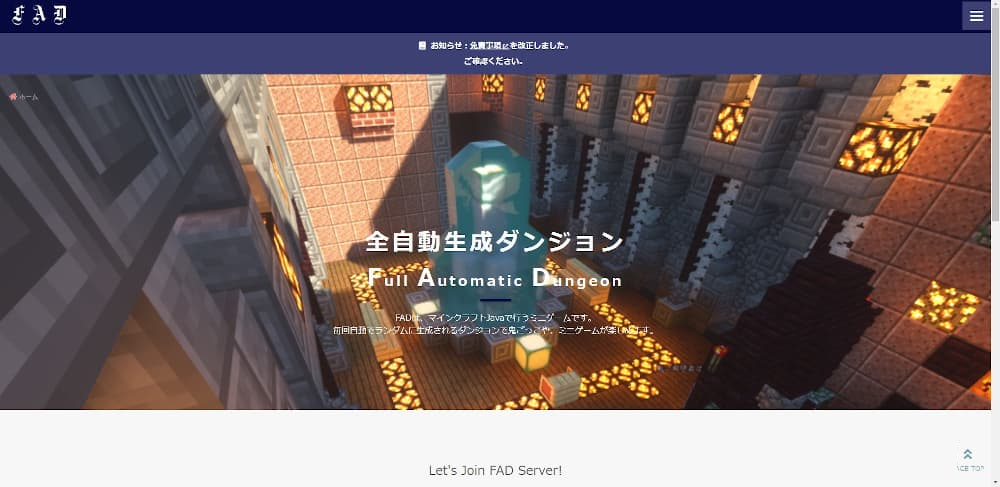 FAD
お知らせ：免責事項を改正しました。
ご確認ください。
ホーム
全自動生成ダンジョン
Full Automatic Dungeon
FADは、マインクラフトJavaで行うミニゲームです。
毎回自動でランダムに生成されるダンジョンで鬼ごっこや、ミニゲームが楽しめます。
Let's Join FAD Server!
AGE TOP